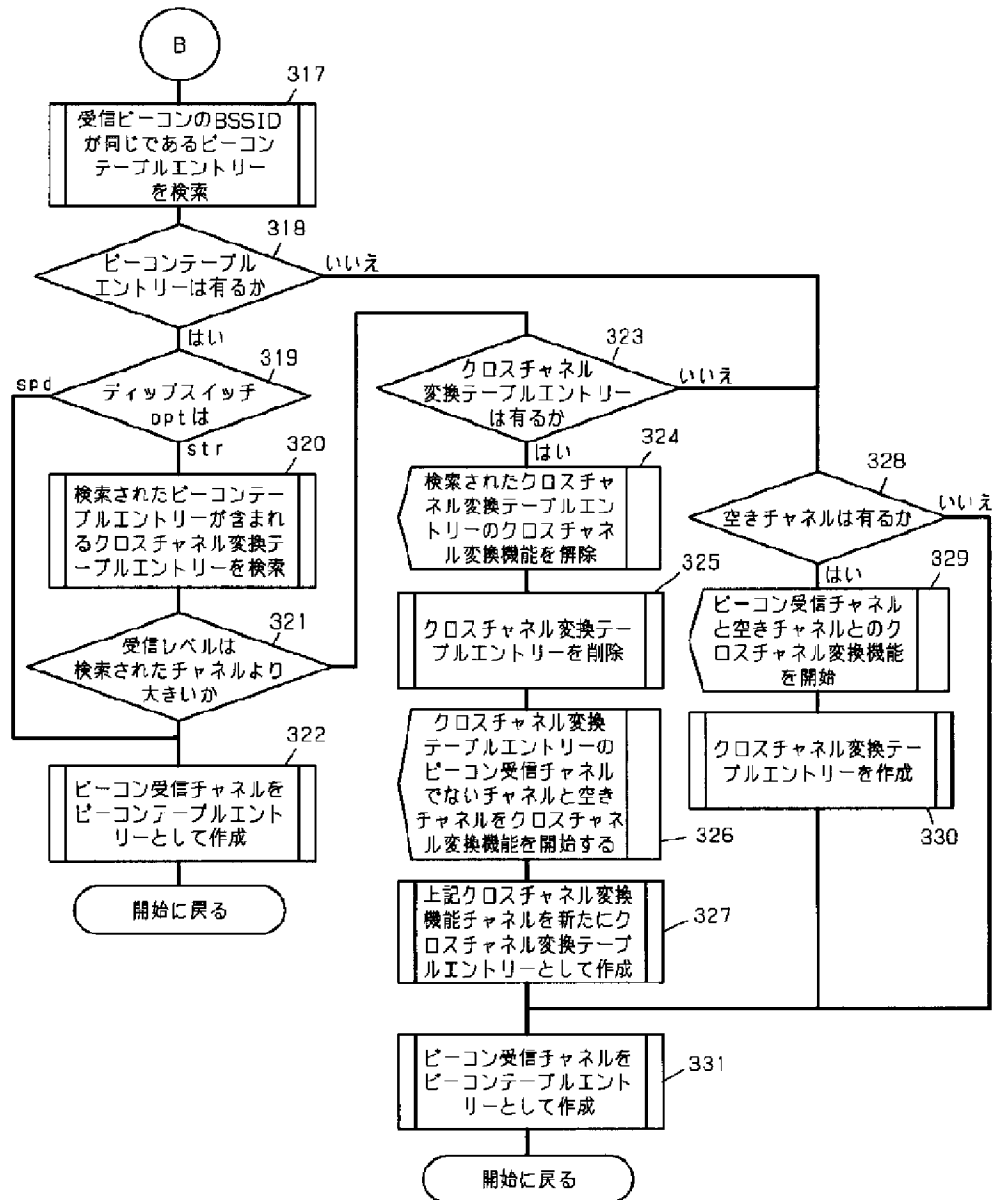 B
317
受信ビーコンのBSSID
が同じであるビーコン
テーブルエントリー
を検索
318
ビーコンテーブル
エントリーは有るか
いいえ
はい
319
spd
ディップスイッチ
optは
str
320
検索されたビーコンテー
ブルエントリーが含まれ
るクロスチャネル変換テ
ーブルエントリーを検索
321
受信レベルは
検索されたチャネルより
大きいか
322
ビーコン受信チャネルを
ビーコンテーブルエント
リーとして作成
開始に戻る
323
クロスチャネル
変換テーブルエントリー
は有るか
いいえ
はい
324
検索されたクロスチャ
ネル変換テーブルエン
トリーのクロスチャネ
ル変換機能を解除
325
クロスチャネル変換テー
ブルエントリーを削除
クロスチャネル変換
テーブルエントリーの
ビーコン受信チャネル
でないチャネルと空き
チャネルをクロスチャネ
ル変換機能を開始する
326
上記クロスチャネル変換
機能チャネルを新たにク
ロスチャネル変換テーブ
ルエントリーとして作成
327
328
空きチャネルは有るか
いいえ
はい
329
ビーコン受信チャネル
と空きチャネルとのク
ロスチャネル変換機能
を開始
クロスチャネル変換テー
ブルエントリーを作成
330
ビーコン受信チャネルを
ビーコンテーブルエント
リーとして作成
331
開始に戻る